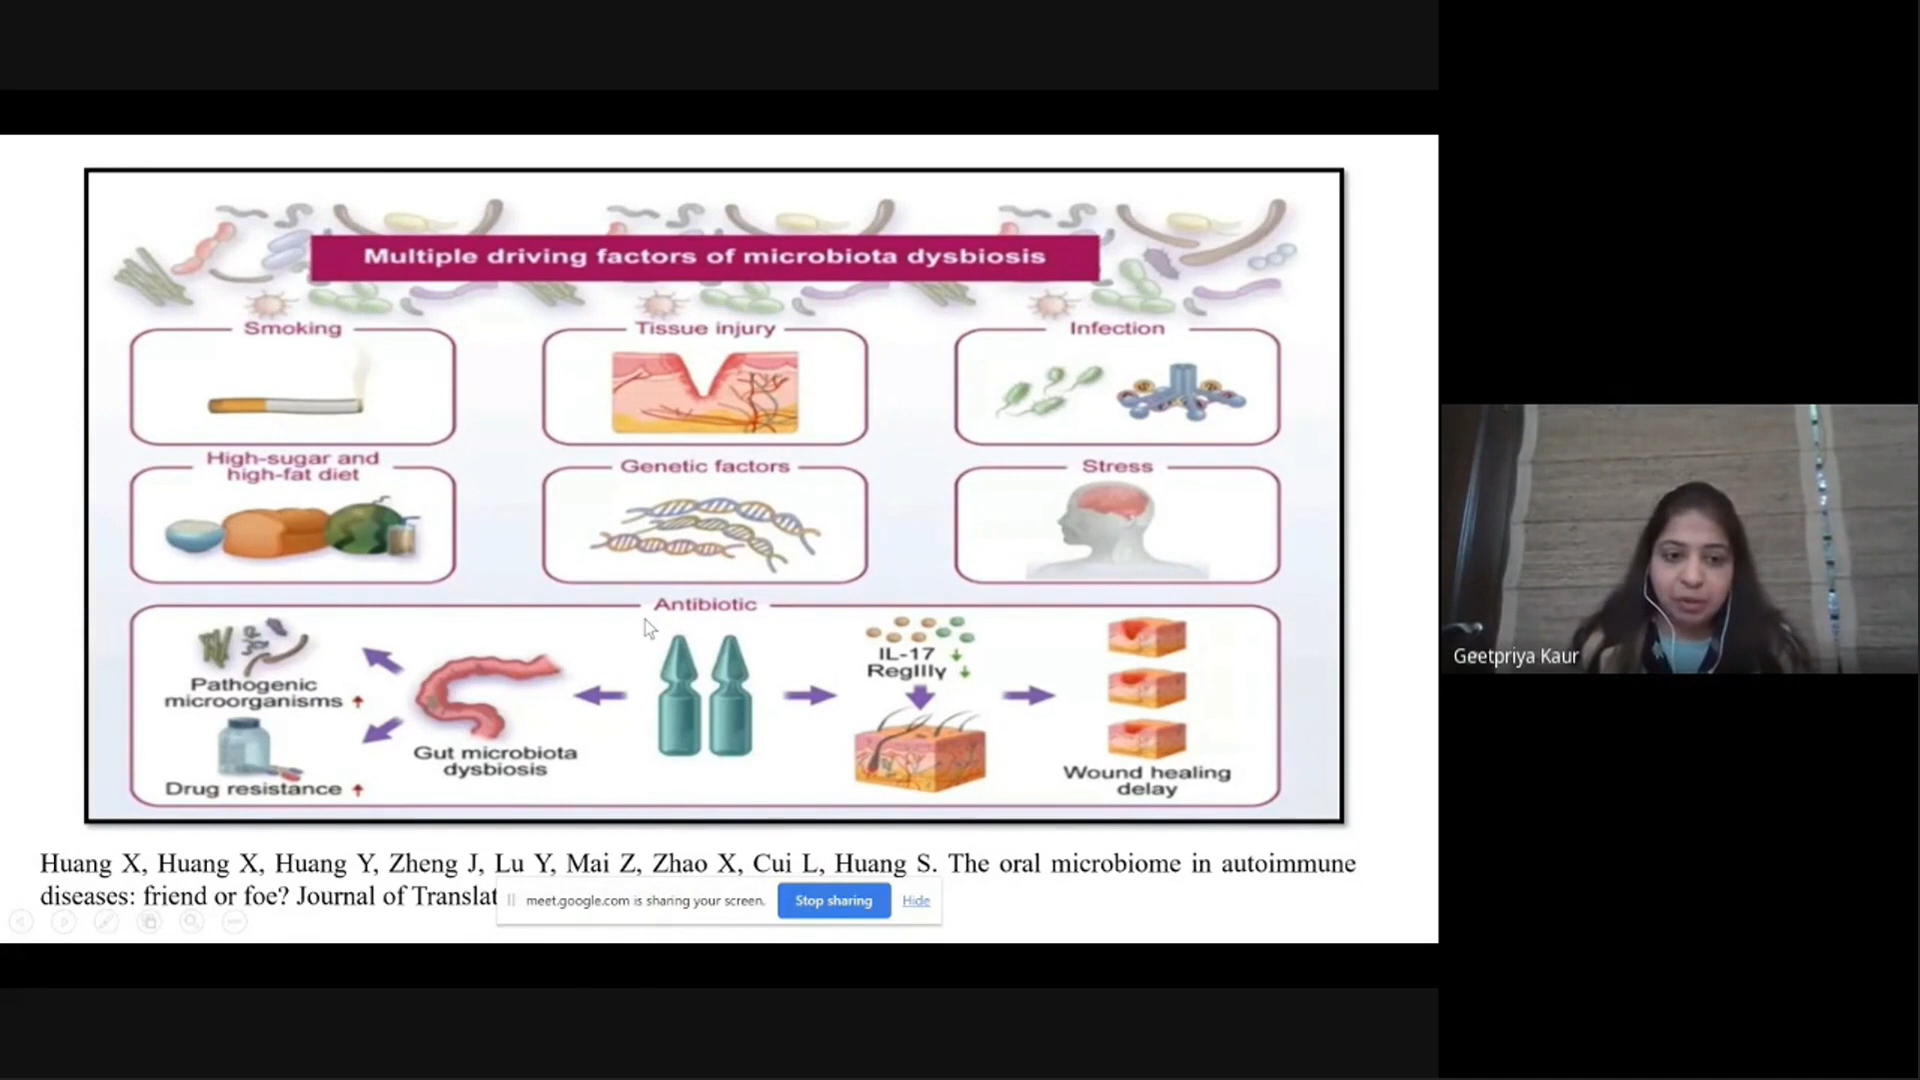 Multiple driving factors of microbiota dysbiosis
Smoking
Tissue injury
Infection
High-sugar and
high-fat diet
Genetic factors
Stress
Antibiotic
Pathogenic
microorganisms
Drug resistance
Gut microbiota
dysbiosis
IL-17
RegIIIγ
Wound healing
delay
Huang X, Huang X, Huang Y, Zheng J, Lu Y, Mai Z, Zhao X, Cui L, Huang S. The oral microbiome in autoimmune
diseases: friend or foe? Journal of Translat
meet.google.com is sharing your screen.
Stop sharing
Hide
Geetpriya Kaur